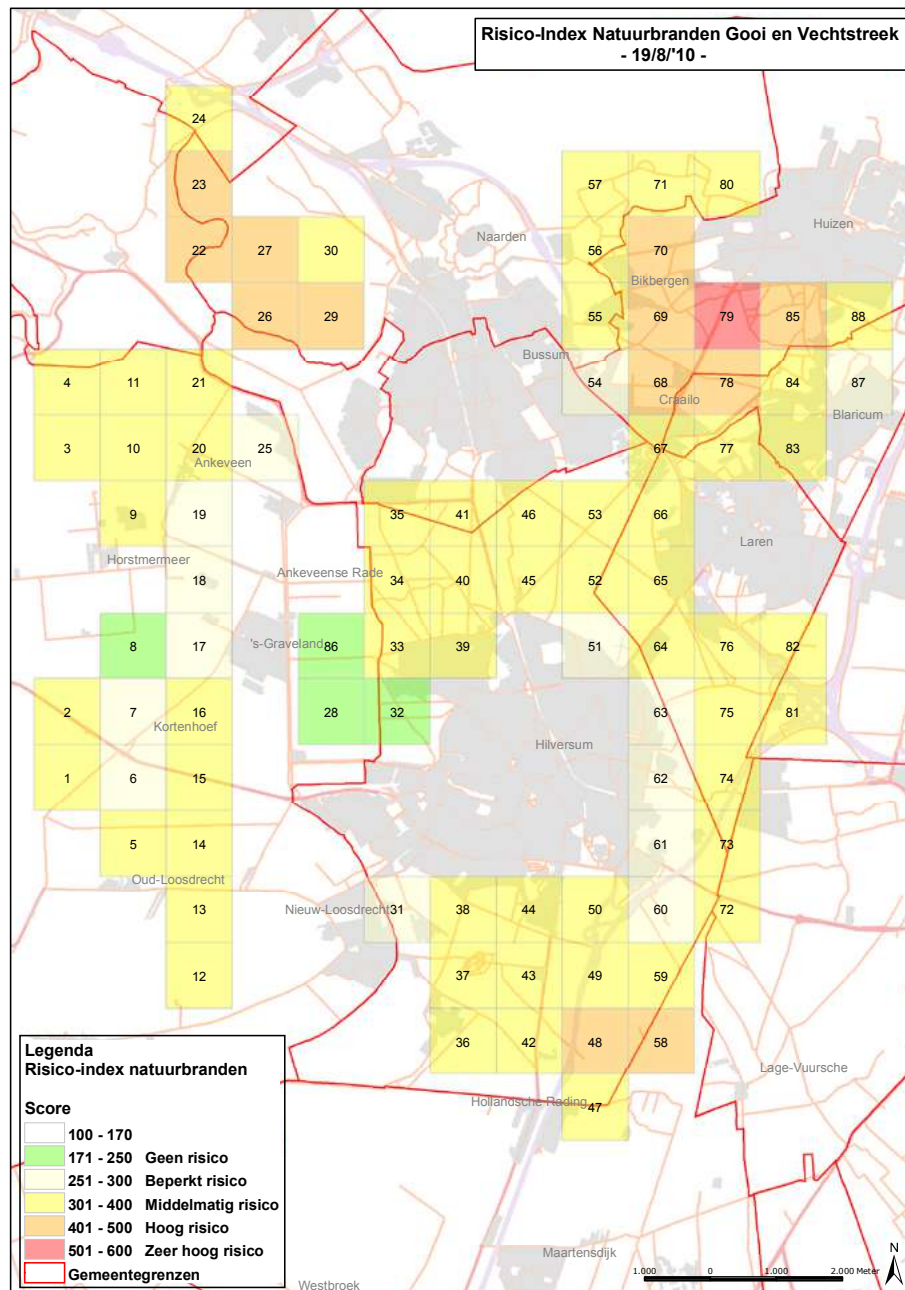 Risico-Index Natuurbranden Gooi en Vechtstreek
- 19/8/'10 -
24
23
57 71 80
Huizen
Naarden
22 27 30
56 70
Bikbergen
26 29
55 69 79 85 88
Bussum
4 11 21
54 68 78 84 87
Craailo
Blaricum
3 10 20 25
67 77 83
Ankeveen
9 19
35 41 46 53 66
Laren
Horstmermeer
Ankeveense Rade
18
34 40 45 52 65
8 17
's-Graveland
86 33 39
51 64 76 82
2 7 16
28 32
63 75 81
Kortenhoef
Hilversum
1 6 15
62 74
5 14
61 73
Oud-Loosdrecht
13
Nieuw-Loosdrecht
31 38 44 50 60 72
12
37 43 49 59
36 42 48 58
Lage-Vuursche
Hollandsche Rading
47
Legenda
Risico-index natuurbranden
Score
100 - 170
171 - 250 Geen risico
251 - 300 Beperkt risico
301 - 400 Middelmatig risico
401 - 500 Hoog risico
501 - 600 Zeer hoog risico
Gemeentegrenzen
Maartensdijk
Westbroek
1.000 0 1.000 2.000 Meter
N